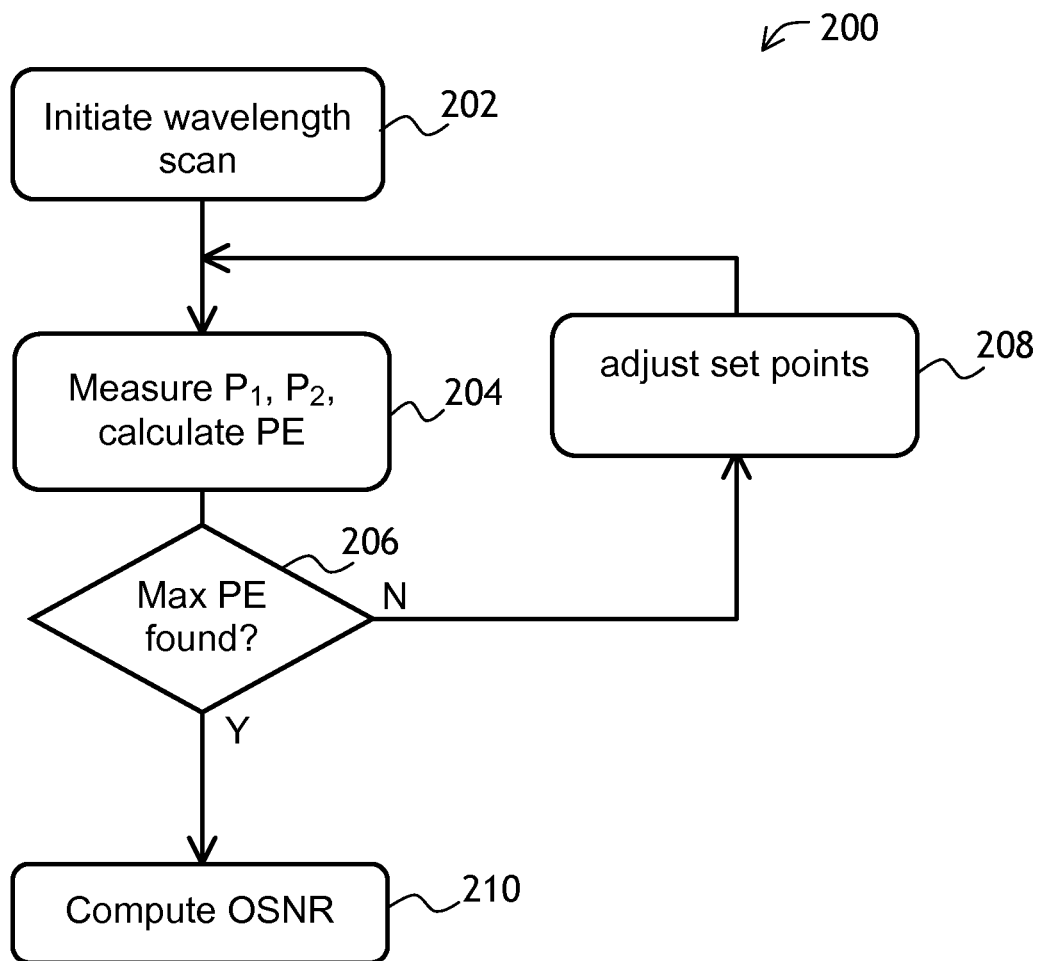 200
Initiate wavelength
scan
202
Measure P₁, P₂,
calculate PE
204
adjust set points
208
Max PE
found?
206
N
Y
Compute OSNR
210